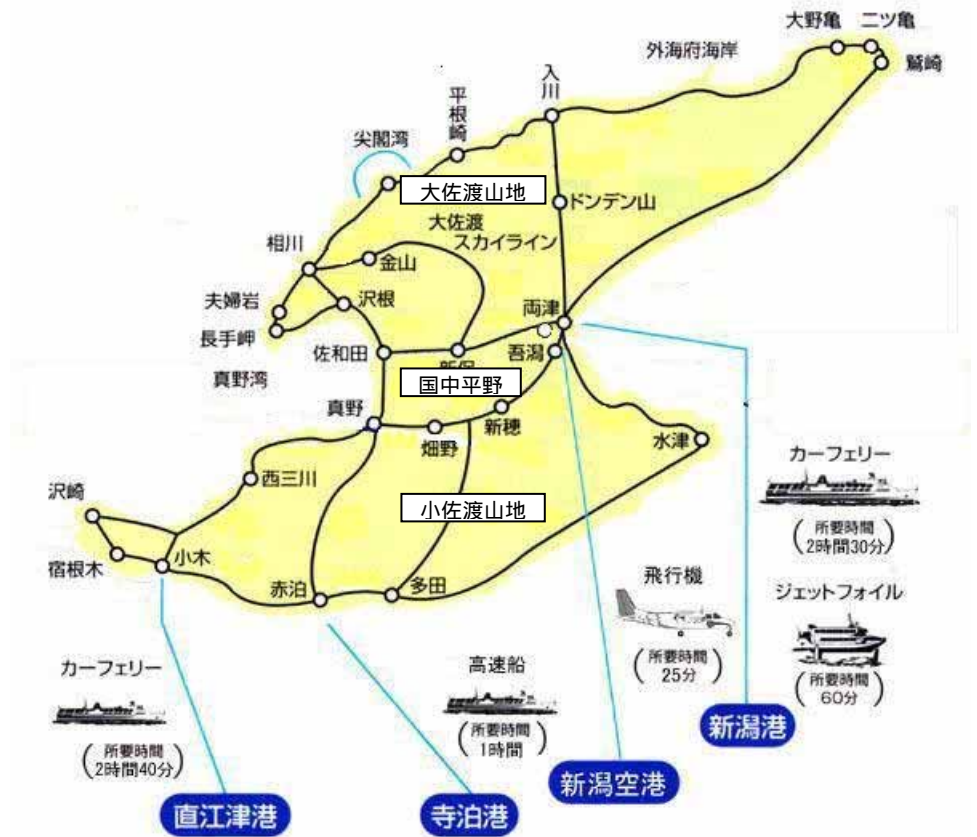 大野亀
二ツ亀
鷲崎
外海府海岸
入川
平根崎
尖閣湾
大佐渡山地
ドンデン山
大佐渡
スカイライン
相川
金山
夫婦岩
沢根
長手岬
両津
佐和田
吾潟
真野湾
国中平野
真野
新穂
畑野
水津
西三川
沢崎
小佐渡山地
宿根木
小木
赤泊
多田
カーフェリー
所要時間
2時間30分
飛行機
所要時間
25分
ジェットフォイル
所要時間
60分
高速船
所要時間
1時間
カーフェリー
所要時間
2時間40分
新潟港
新潟空港
寺泊港
直江津港